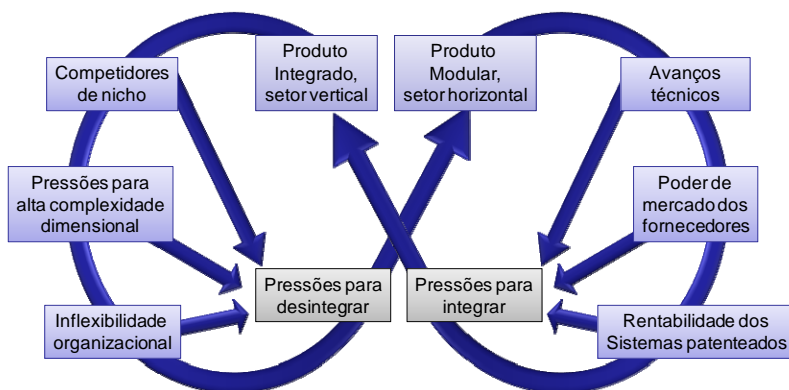 Produto
Integrado,
setor vertical
Produto
Modular,
setor horizontal
Competidores
de nicho
Avanços
técnicos
Pressões para
alta complexidade
dimensional
Poder de
mercado dos
fornecedores
Pressões para
desintegrar
Pressões para
integrar
Inflexibilidade
organizacional
Rentabilidade dos
Sistemas patenteados